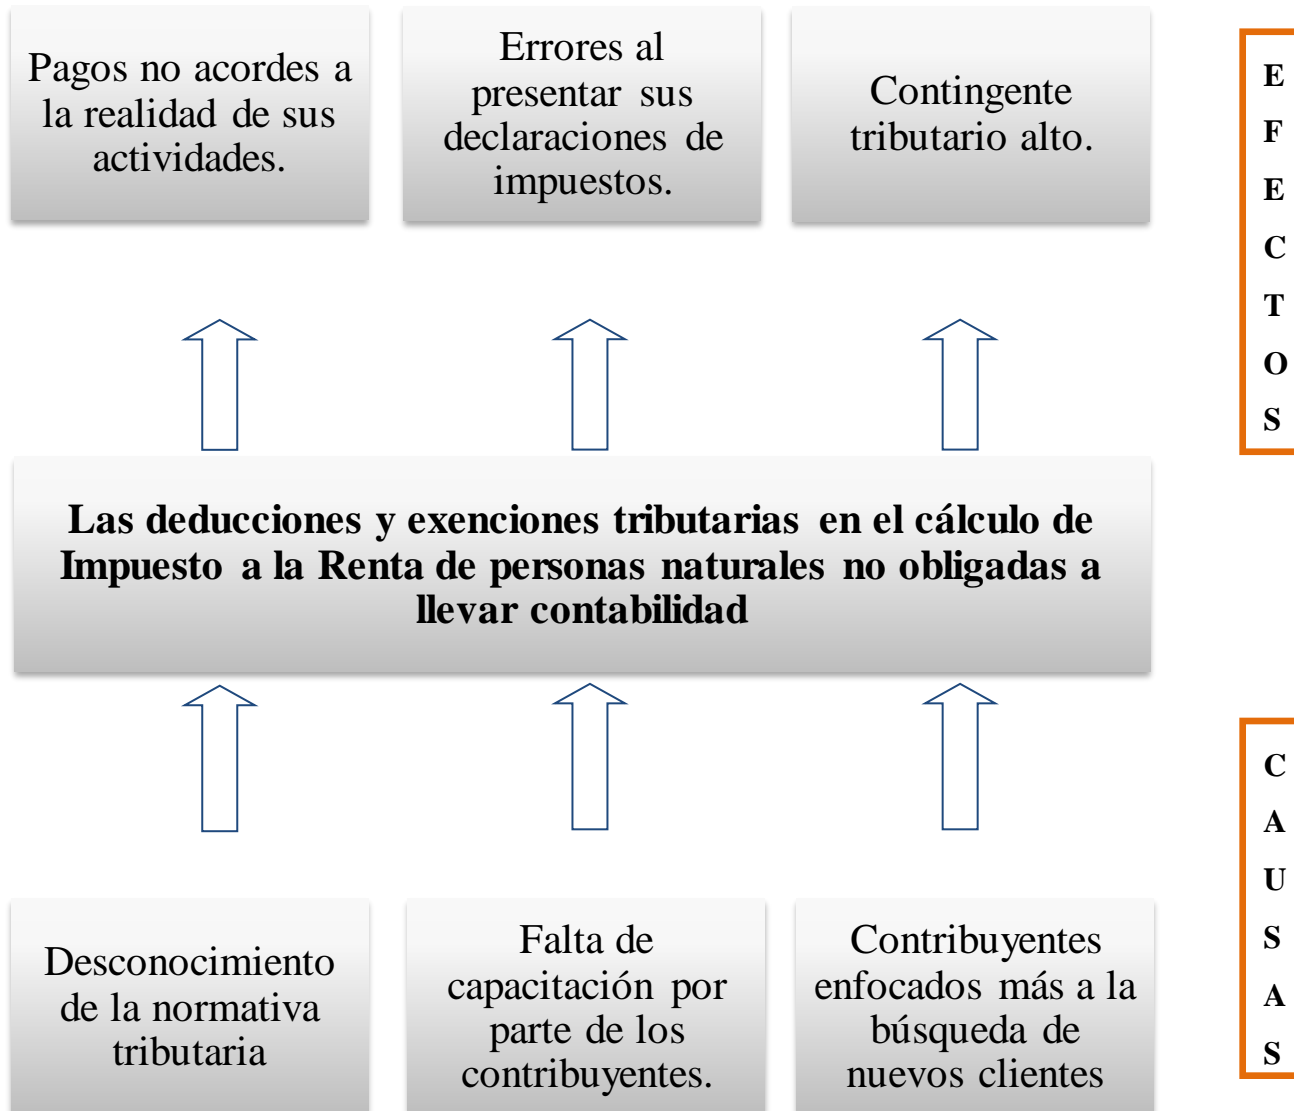 Pagos no acordes a
la realidad de sus
actividades.
Errores al
presentar sus
declaraciones de
impuestos.
Contingente
tributario alto.
E
F
E
C
T
O
S
Las deducciones y exenciones tributarias en el cálculo de
Impuesto a la Renta de personas naturales no obligadas a
llevar contabilidad
Desconocimiento
de la normativa
tributaria
Falta de
capacitación por
parte de los
contribuyentes.
Contribuyentes
enfocados más a la
búsqueda de
nuevos clientes
C
A
U
S
A
S